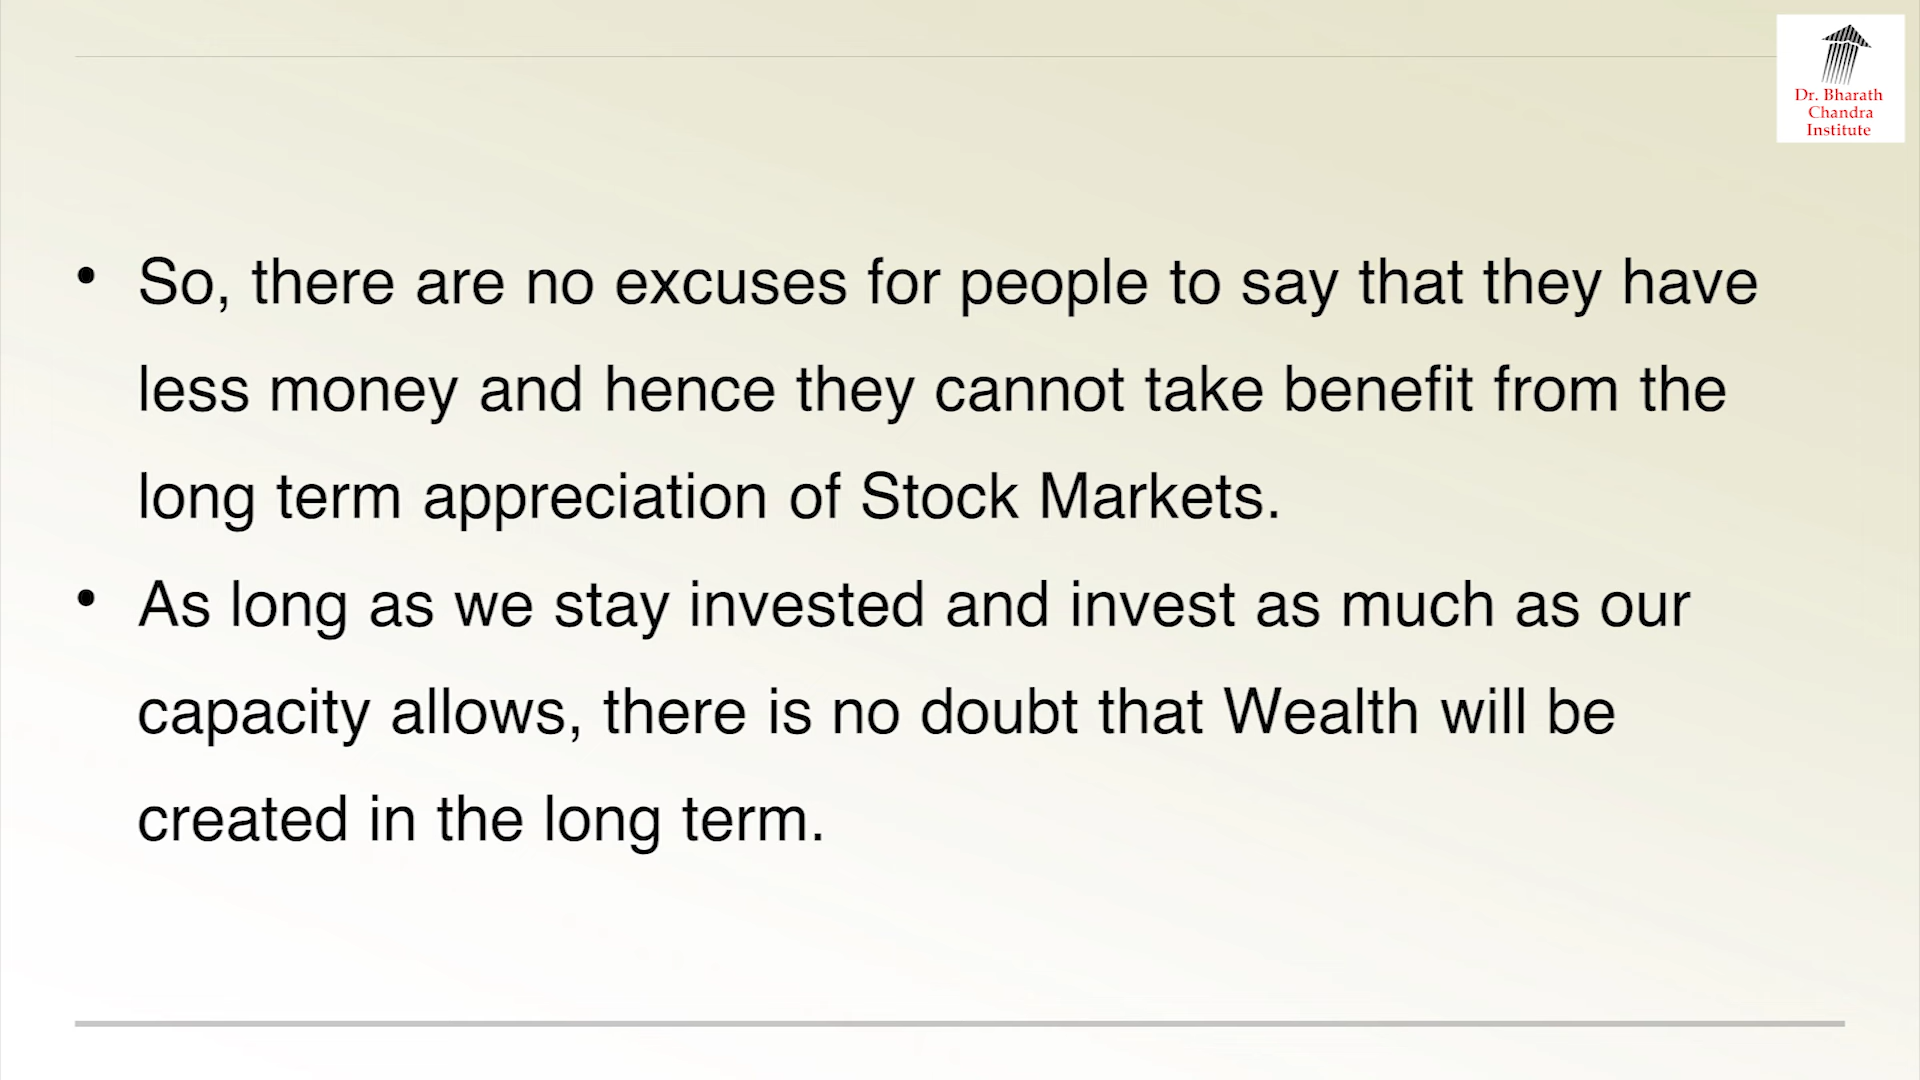 Dr. Bharath
Chandra
Institute
• So, there are no excuses for people to say that they have
less money and hence they cannot take benefit from the
long term appreciation of Stock Markets.
• As long as we stay invested and invest as much as our
capacity allows, there is no doubt that Wealth will be
created in the long term.